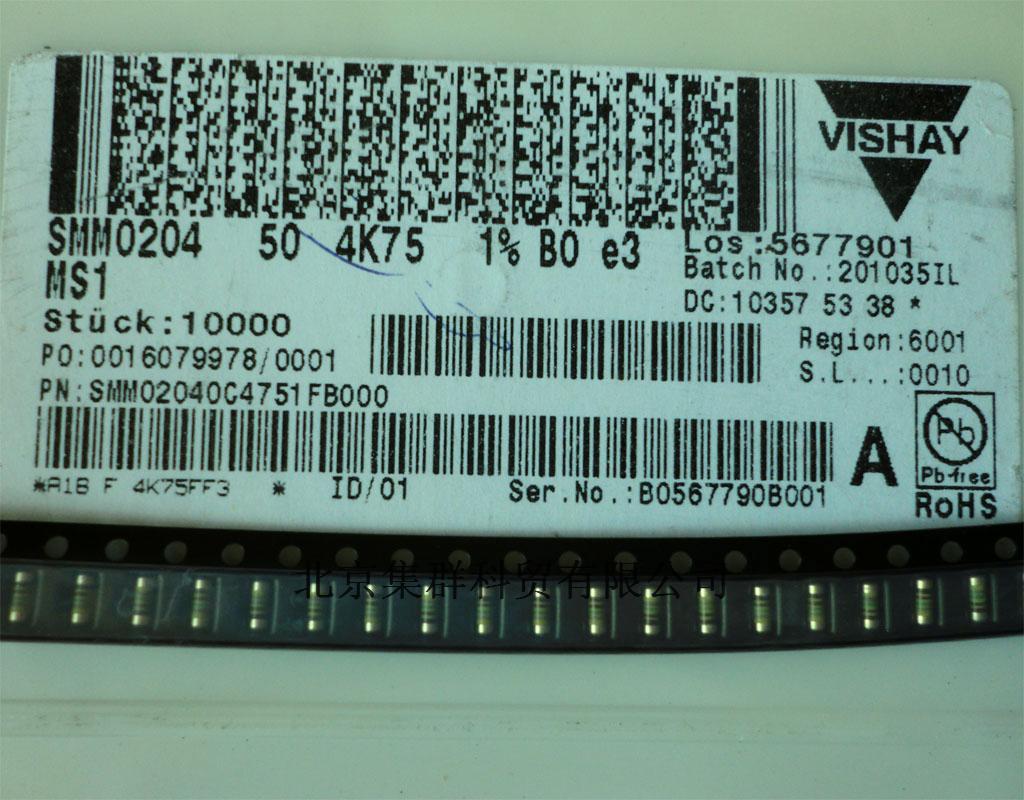 VISHAY
SMM0204 50 4K75 1% B0 e3
MS1
Los:5677901
Batch No.:201035IL
DC:10357 53 38 *
Stück:10000
Region:6001
PO:0016079978/0001
S.L...:0010
PN:SMM02040C4751FB000
A
Pb
Pb-free
RoHS
*A18 F 4K75FF3 * ID/01 Ser.No.:B0567790B001
北京集群科贸有限公司